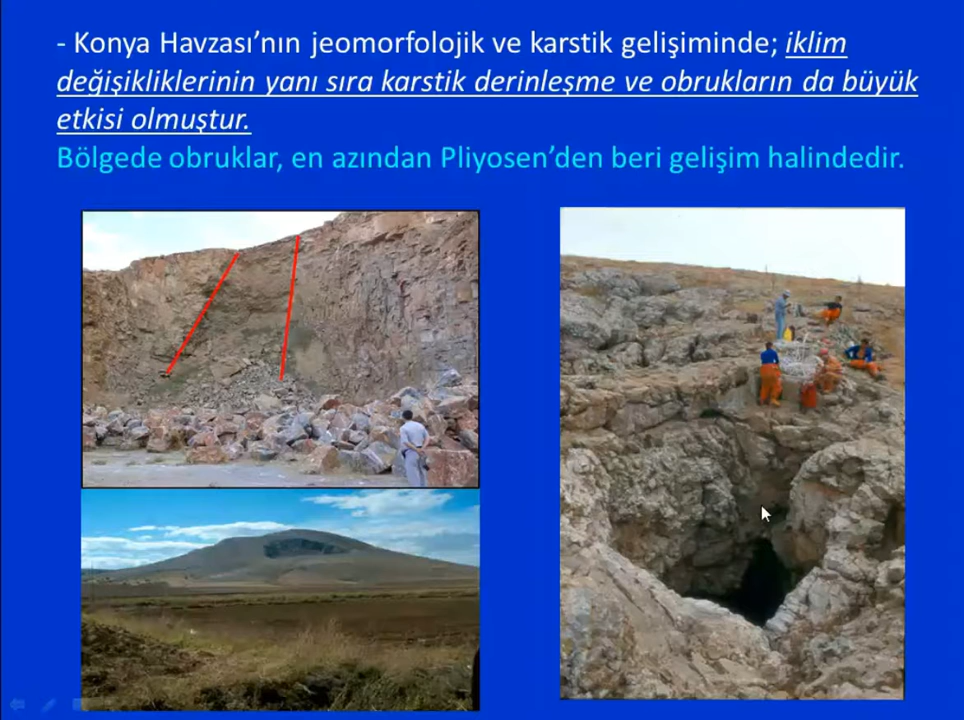 - Konya Havzası’nın jeomorfolojik ve karstik gelişiminde; iklim
değişikliklerinin yanı sıra karstik derinleşme ve obrukların da büyük
etkisi olmuştur.
Bölgede obruklar, en azından Pliyosen’den beri gelişim halindedir.